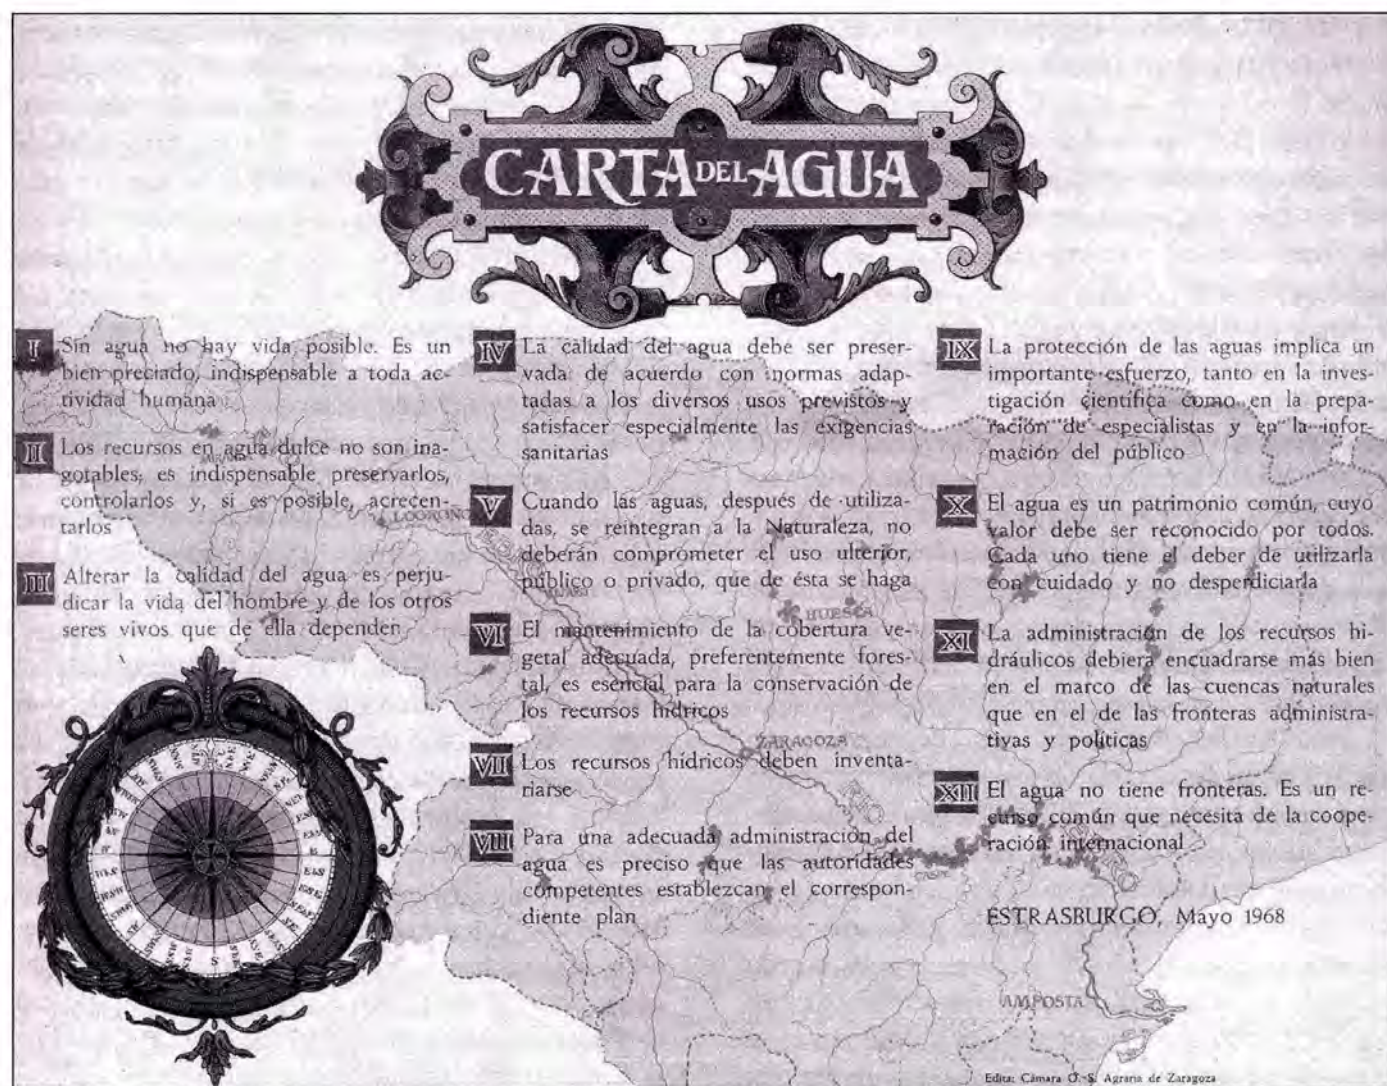 CARTA DEL AGUA
I Sin agua no hay vida posible. Es un
bien preciado, indispensable a toda ac-
tividad humana
II Los recursos en agua dulce no son ina-
gotables; es indispensable preservarlos,
controlarlos y, si es posible, acrecen-
tarlos
III Alterar la calidad del agua es perju-
dicar la vida del hombre y de los otros
seres vivos que de ella dependen
IV La calidad del agua debe ser preser-
vada de acuerdo con normas adap-
tadas a los diversos usos previstos y
satisfacer especialmente las exigencias
sanitarias
V Cuando las aguas, después de utiliza-
das, se reintegran a la Naturaleza, no
deberán comprometer el uso ulterior,
público o privado, que de ésta se haga
VI El mantenimiento de la cobertura ve-
getal adecuada, preferentemente fores-
tal, es esencial para la conservación de
los recursos hídricos
VII Los recursos hídricos deben inventa-
riarse
VIII Para una adecuada administración del
agua es preciso que las autoridades
competentes establezcan el correspon-
diente plan
IX La protección de las aguas implica un
importante esfuerzo, tanto en la inves-
tigación científica como en la prepa-
ración de especialistas y en la infor-
mación del público
X El agua es un patrimonio común, cuyo
valor debe ser reconocido por todos.
Cada uno tiene el deber de utilizarla
con cuidado y no desperdiciarla
XI La administración de los recursos hi-
dráulicos debiera encuadrarse más bien
en el marco de las cuencas naturales
que en el de las fronteras administra-
tivas y políticas
XII El agua no tiene fronteras. Es un re-
curso común que necesita de la coope-
ración internacional
ESTRASBURGO, Mayo 1968
LOGROÑO
HUESCA
ZARAGOZA
RIO
CASPE
AMPOSTA
Edita: Cámara O. S. Agraria de Zaragoza